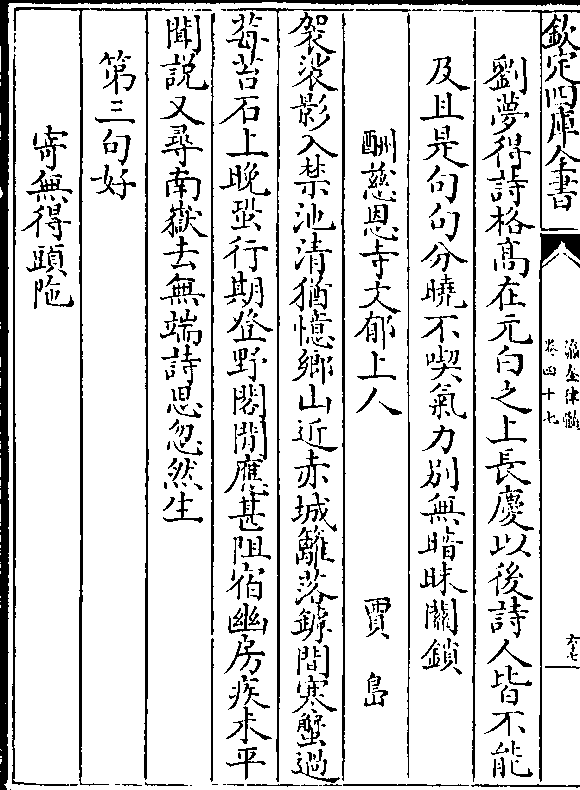 欽定四庫全書
瀛奎律髓
卷四十七
六七
劉夢得詩格髙在元白之上長慶以後詩人皆不能
及且是句句分曉不喫氣力别無暗昧關鎖
酬慈恩寺文郁上人　賈島
袈裟影入禁池清猶憶鄉山近赤城籬落罅間寒蟹過
莓苔石上晚蛩行期登野閣閒應甚阻宿幽房疾未平
聞説又尋南嶽去無端詩思忽然生
第三句好
寄無得頭陁